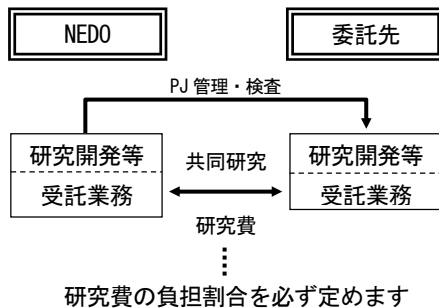 NEDO
委託先
PJ 管理・検査
研究開発等
共同研究
研究開発等
受託業務
受託業務
研究費
研究費の負担割合を必ず定めます